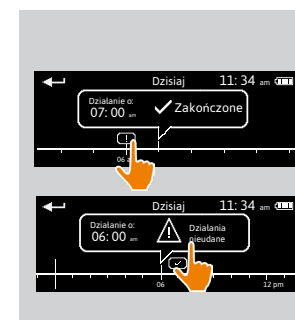 Dzisiaj 11:34 am
Działanie o:
07:00 am
Zakończone
06 a
Dzisiaj 11:34 am
Działanie o:
06:00 am
Działania
nieudane
06 12 pm